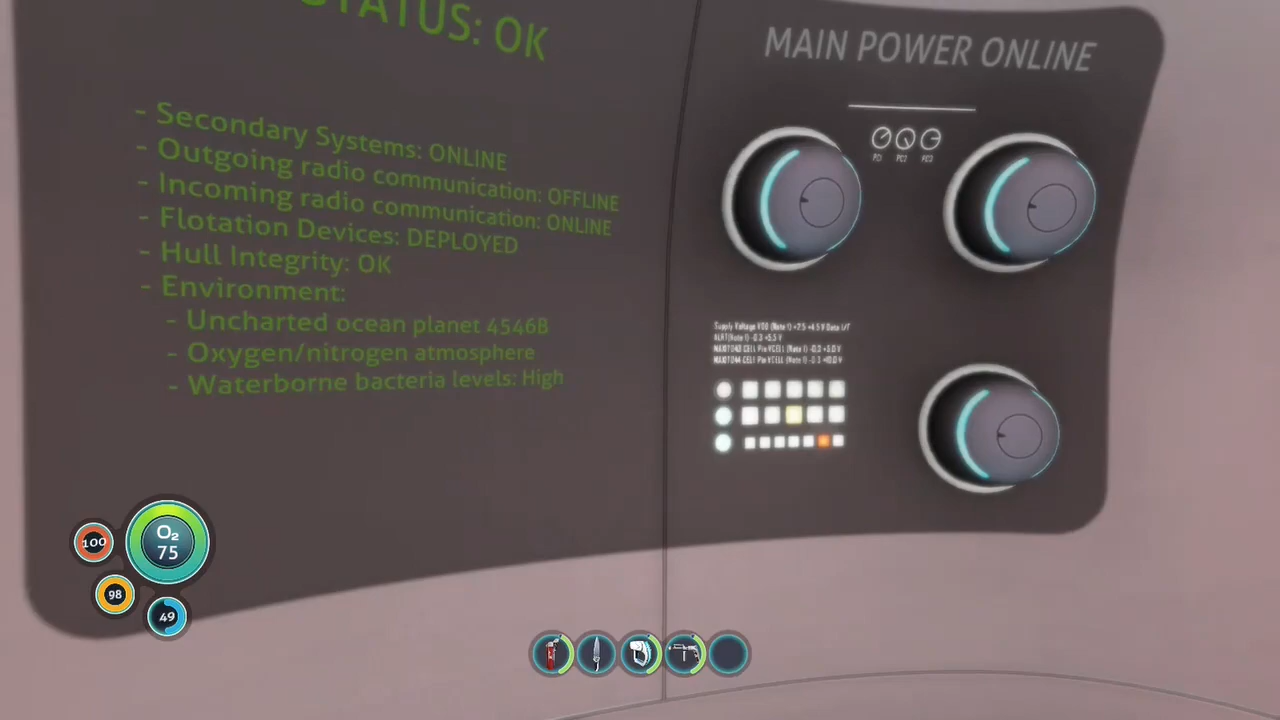 STATUS: OK
- Secondary Systems: ONLINE
- Outgoing radio communication: OFFLINE
- Incoming radio communication: ONLINE
- Flotation Devices: DEPLOYED
- Hull Integrity: OK
- Environment:
- Uncharted ocean planet 4546B
- Oxygen/nitrogen atmosphere
- Waterborne bacteria levels: High
MAIN POWER ONLINE
Supply Voltage
O₂
75
100
98
49